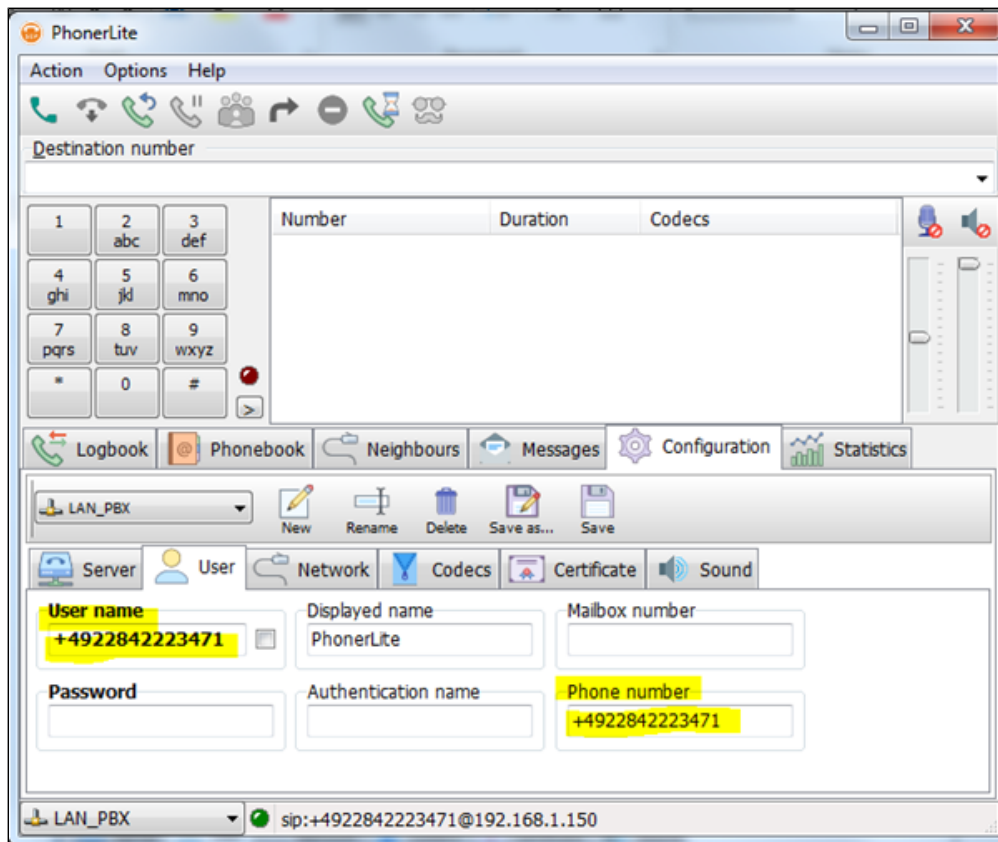 PhonerLite
Action Options Help
Destination number
1 2 abc 3 def
4 ghi 5 jkl 6 mno
7 pqrs 8 tuv 9 wxyz
* 0 #
>
Number Duration Codecs
Logbook @ Phonebook Neighbours Messages Configuration Statistics
LAN_PBX New Rename Delete Save as... Save
Server User Network Codecs Certificate Sound
User name Displayed name Mailbox number
+4922842223471 PhonerLite
Password Authentication name Phone number
+4922842223471
LAN_PBX sip:+4922842223471@192.168.1.150